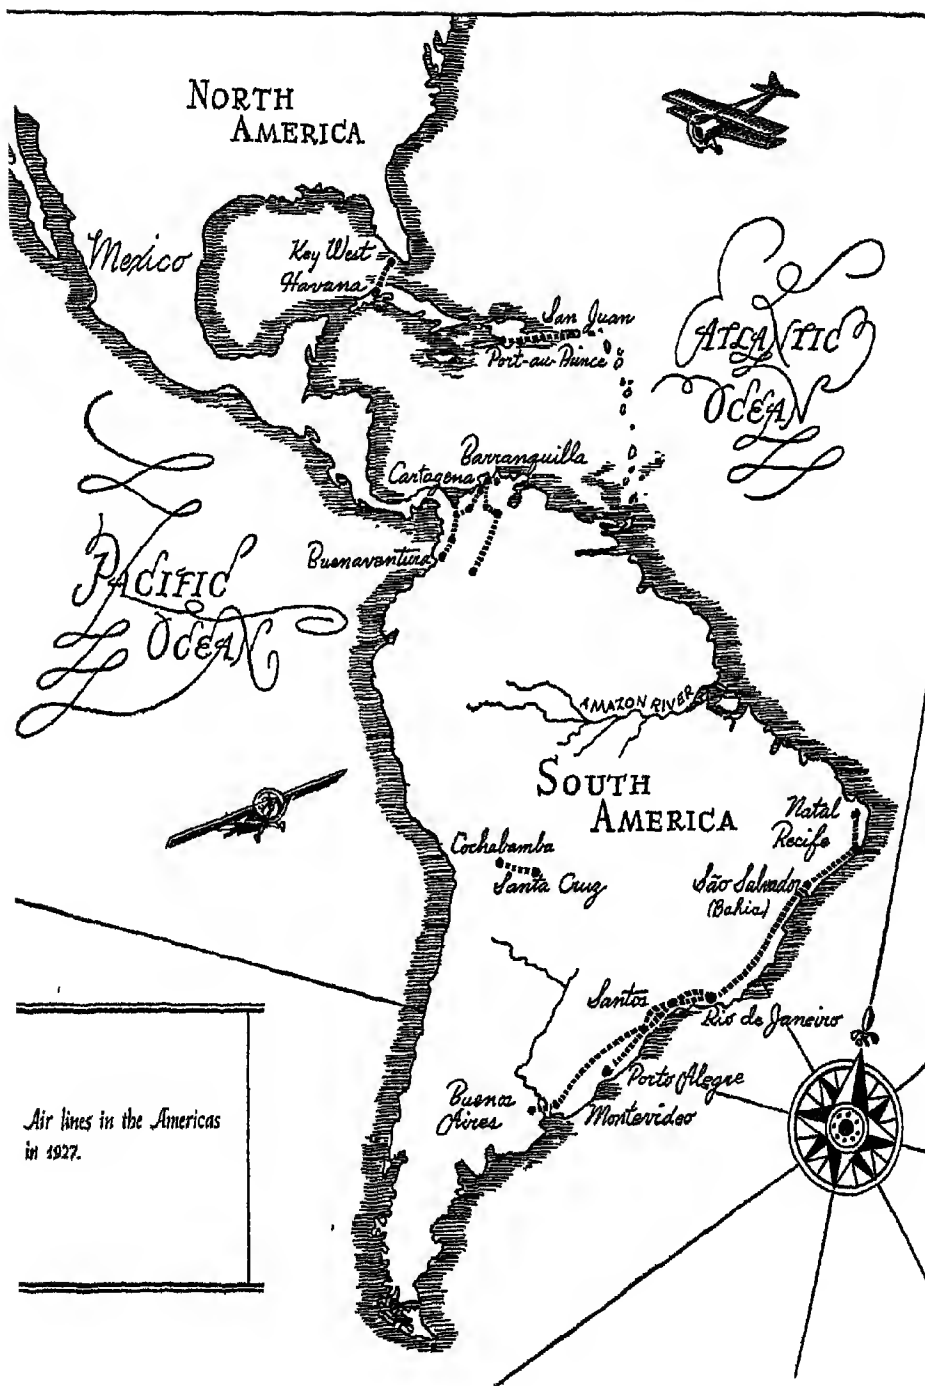 NORTH
AMERICA
Mexico
Key West
Havana
San Juan
Port-au Prince
ATLANTIC
OCEAN
Barranquilla
Cartagena
Buenaventura
PACIFIC
OCEAN
AMAZON RIVER
SOUTH
AMERICA
Natal
Recife
Cochabamba
Santa Cruz
São Salvador
(Bahia)
Santos
Rio de Janeiro
Porto Alegre
Buenos
Aires
Montevideo
Air lines in the Americas
in 1927.